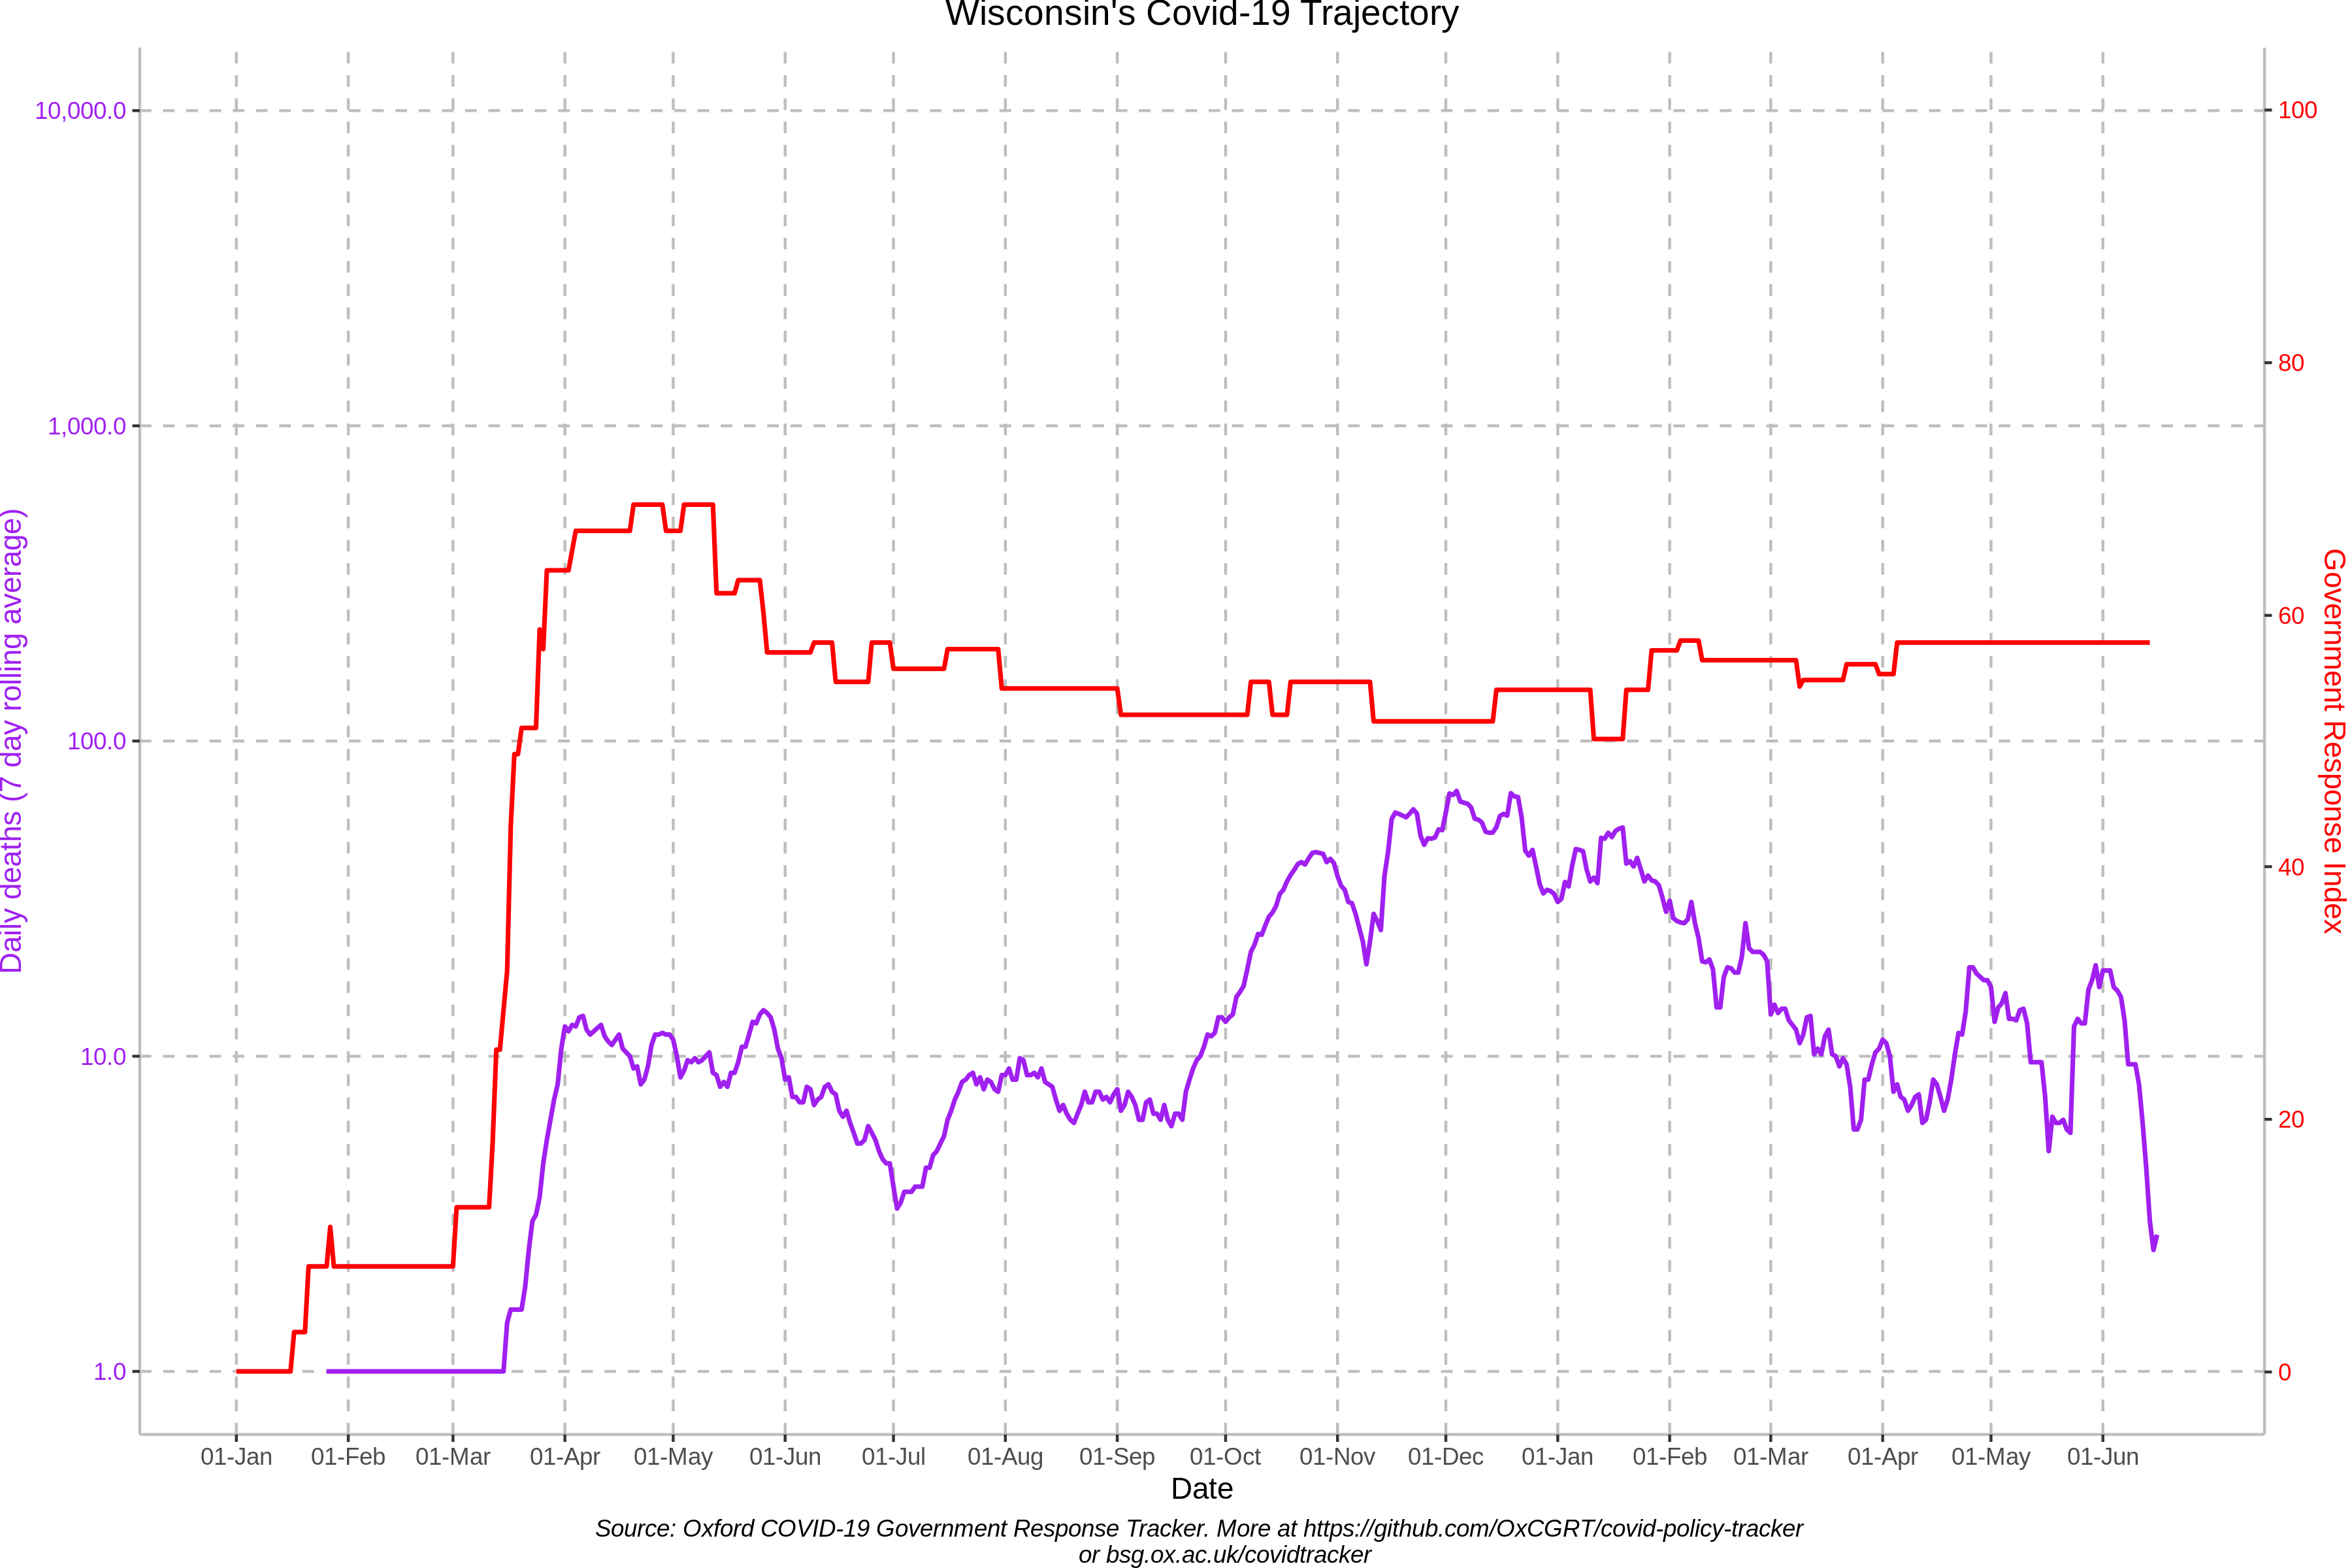 Wisconsin's Covid-19 Trajectory
10,000.0
1,000.0
100.0
10.0
1.0
Daily deaths (7 day rolling average)
100
80
60
40
20
0
Government Response Index
01-Jan 01-Feb 01-Mar 01-Apr 01-May 01-Jun 01-Jul 01-Aug 01-Sep 01-Oct 01-Nov 01-Dec 01-Jan 01-Feb 01-Mar 01-Apr 01-May 01-Jun
Date
Source: Oxford COVID-19 Government Response Tracker. More at https://github.com/OxCGRT/covid-policy-tracker
or bsg.ox.ac.uk/covidtracker